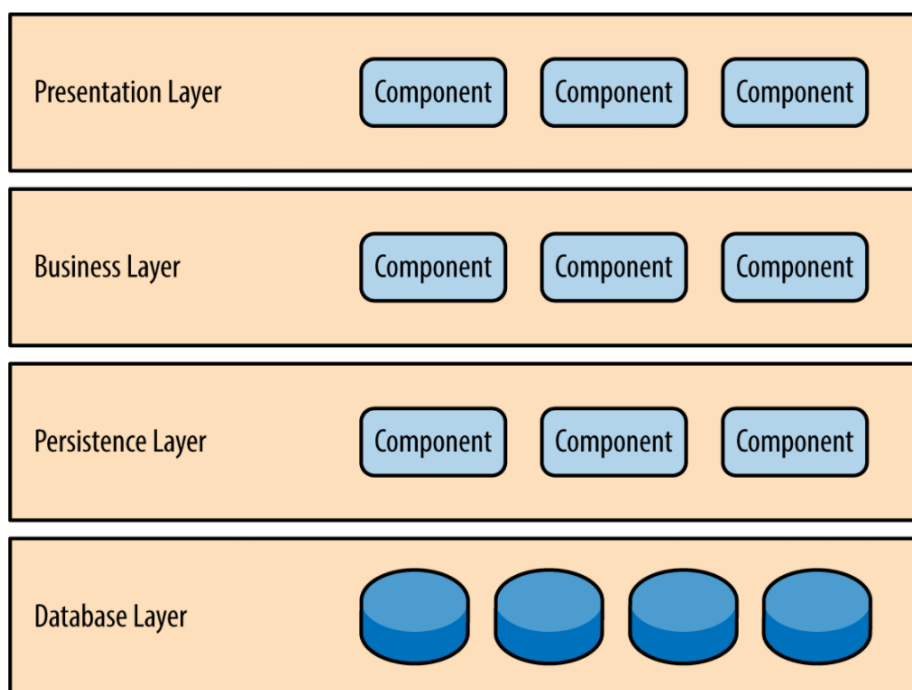 Presentation Layer
Component Component Component
Business Layer
Component Component Component
Persistence Layer
Component Component Component
Database Layer